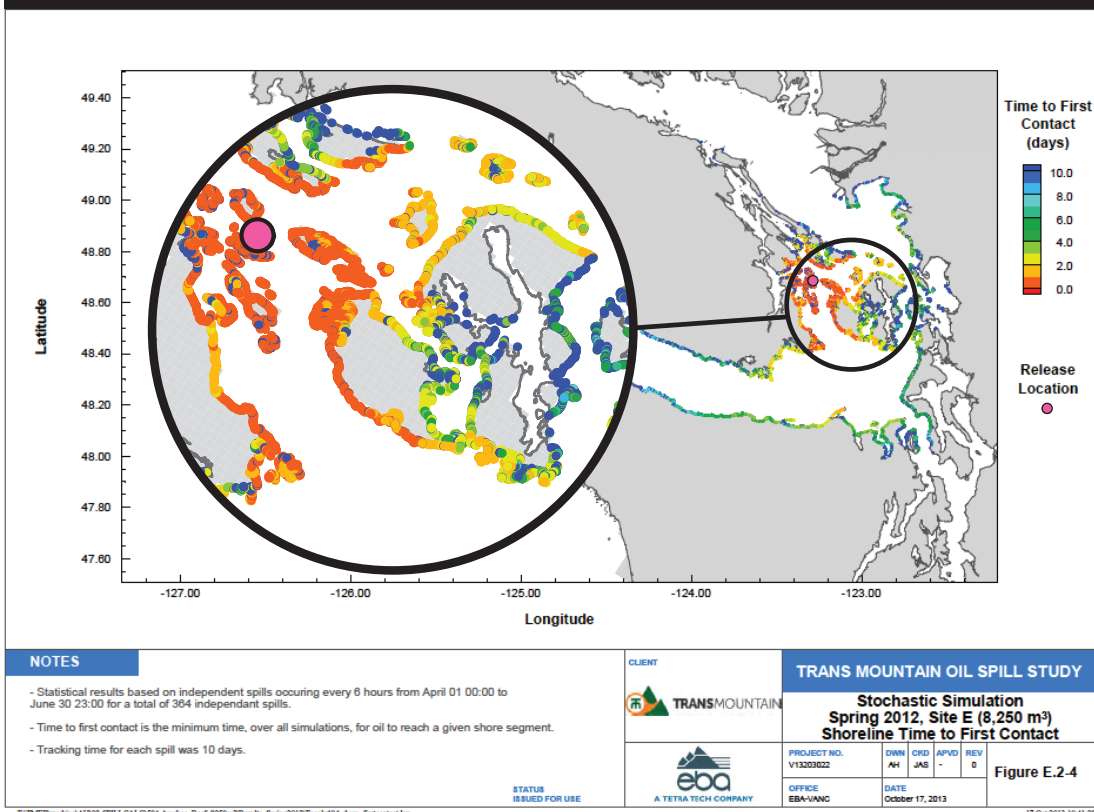 49.40
49.20
49.00
48.80
48.60
48.40
48.20
48.00
47.80
47.60
Latitude
-127.00
-126.00
-125.00
-124.00
-123.00
Longitude
Time to First
Contact
(days)
10.0
8.0
6.0
4.0
2.0
0.0
Release
Location
NOTES
- Statistical results based on independent spills occuring every 6 hours from April 01 00:00 to
June 30 23:00 for a total of 364 independant spills.
- Time to first contact is the minimum time, over all simulations, for oil to reach a given shore segment.
- Tracking time for each spill was 10 days.
STATUS
ISSUED FOR USE
CLIENT
TRANSMOUNTAIN
eba
A TETRA TECH COMPANY
TRANS MOUNTAIN OIL SPILL STUDY
Stochastic Simulation
Spring 2012, Site E (8,250 m³)
Shoreline Time to First Contact
PROJECT NO.
V13203022
DWN
AH
CKD
JAS
APVD
-
REV
0
OFFICE
EBA-VANC
DATE
October 17, 2013
Figure E.2-4